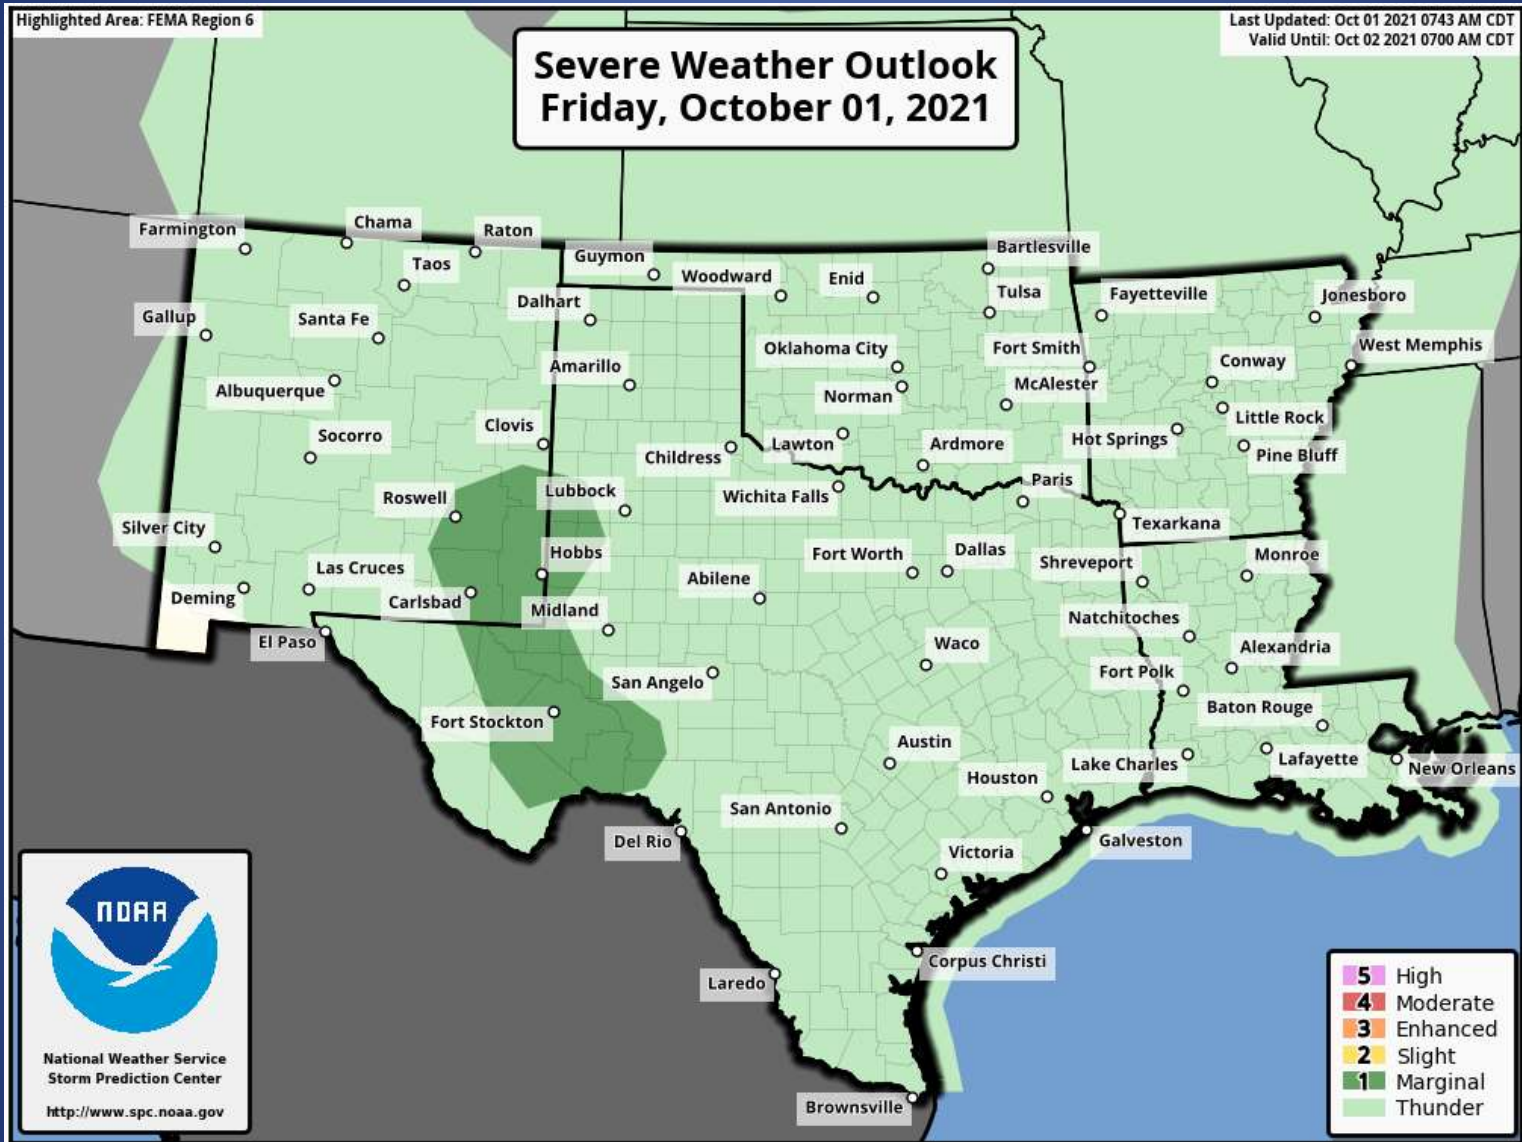 Highlighted Area: FEMA Region 6
Last Updated: Oct 01 2021 0743 AM CDT
Valid Until: Oct 02 2021 0700 AM CDT
Severe Weather Outlook
Friday, October 01, 2021
Farmington
Chama
Raton
Taos
Guymon
Woodward
Enid
Bartlesville
Tulsa
Fayetteville
Jonesboro
Gallup
Santa Fe
Dalhart
Oklahoma City
Fort Smith
West Memphis
Albuquerque
Amarillo
Norman
McAlester
Conway
Little Rock
Socorro
Clovis
Childress
Lawton
Ardmore
Hot Springs
Pine Bluff
Roswell
Lubbock
Wichita Falls
Paris
Texarkana
Silver City
Las Cruces
Hobbs
Abilene
Fort Worth
Dallas
Shreveport
Monroe
Deming
Carlsbad
Midland
Natchitoches
El Paso
San Angelo
Waco
Alexandria
Fort Polk
Fort Stockton
Baton Rouge
Austin
Houston
Lake Charles
Lafayette
New Orleans
San Antonio
Del Rio
Galveston
Victoria
Corpus Christi
Laredo
Brownsville
NOAA
National Weather Service
Storm Prediction Center
http://www.spc.noaa.gov
5 High
4 Moderate
3 Enhanced
2 Slight
1 Marginal
Thunder